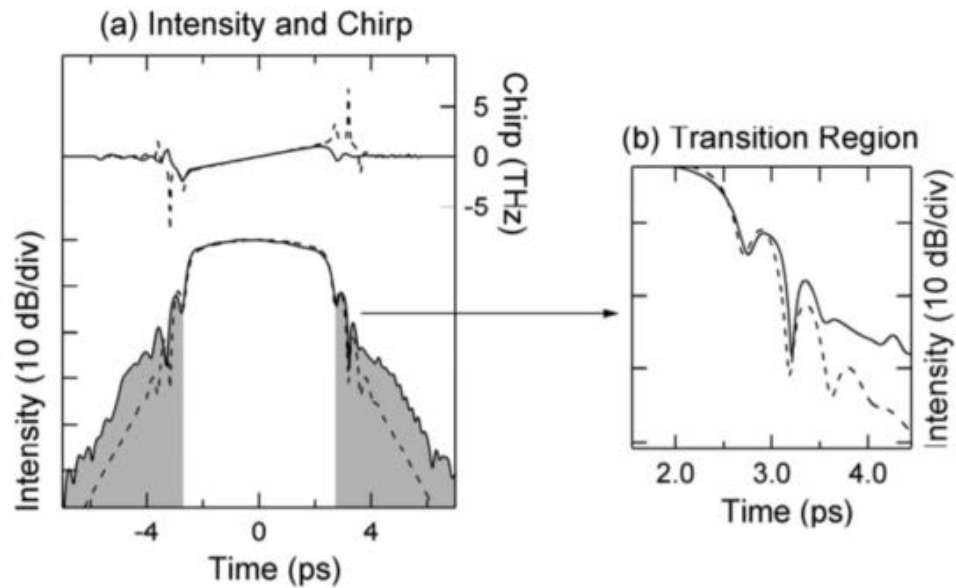 (a) Intensity and Chirp
Chirp (THz)
5
0
-5
Intensity (10 dB/div)
-4 0 4
Time (ps)
(b) Transition Region
Intensity (10 dB/div)
2.0 3.0 4.0
Time (ps)